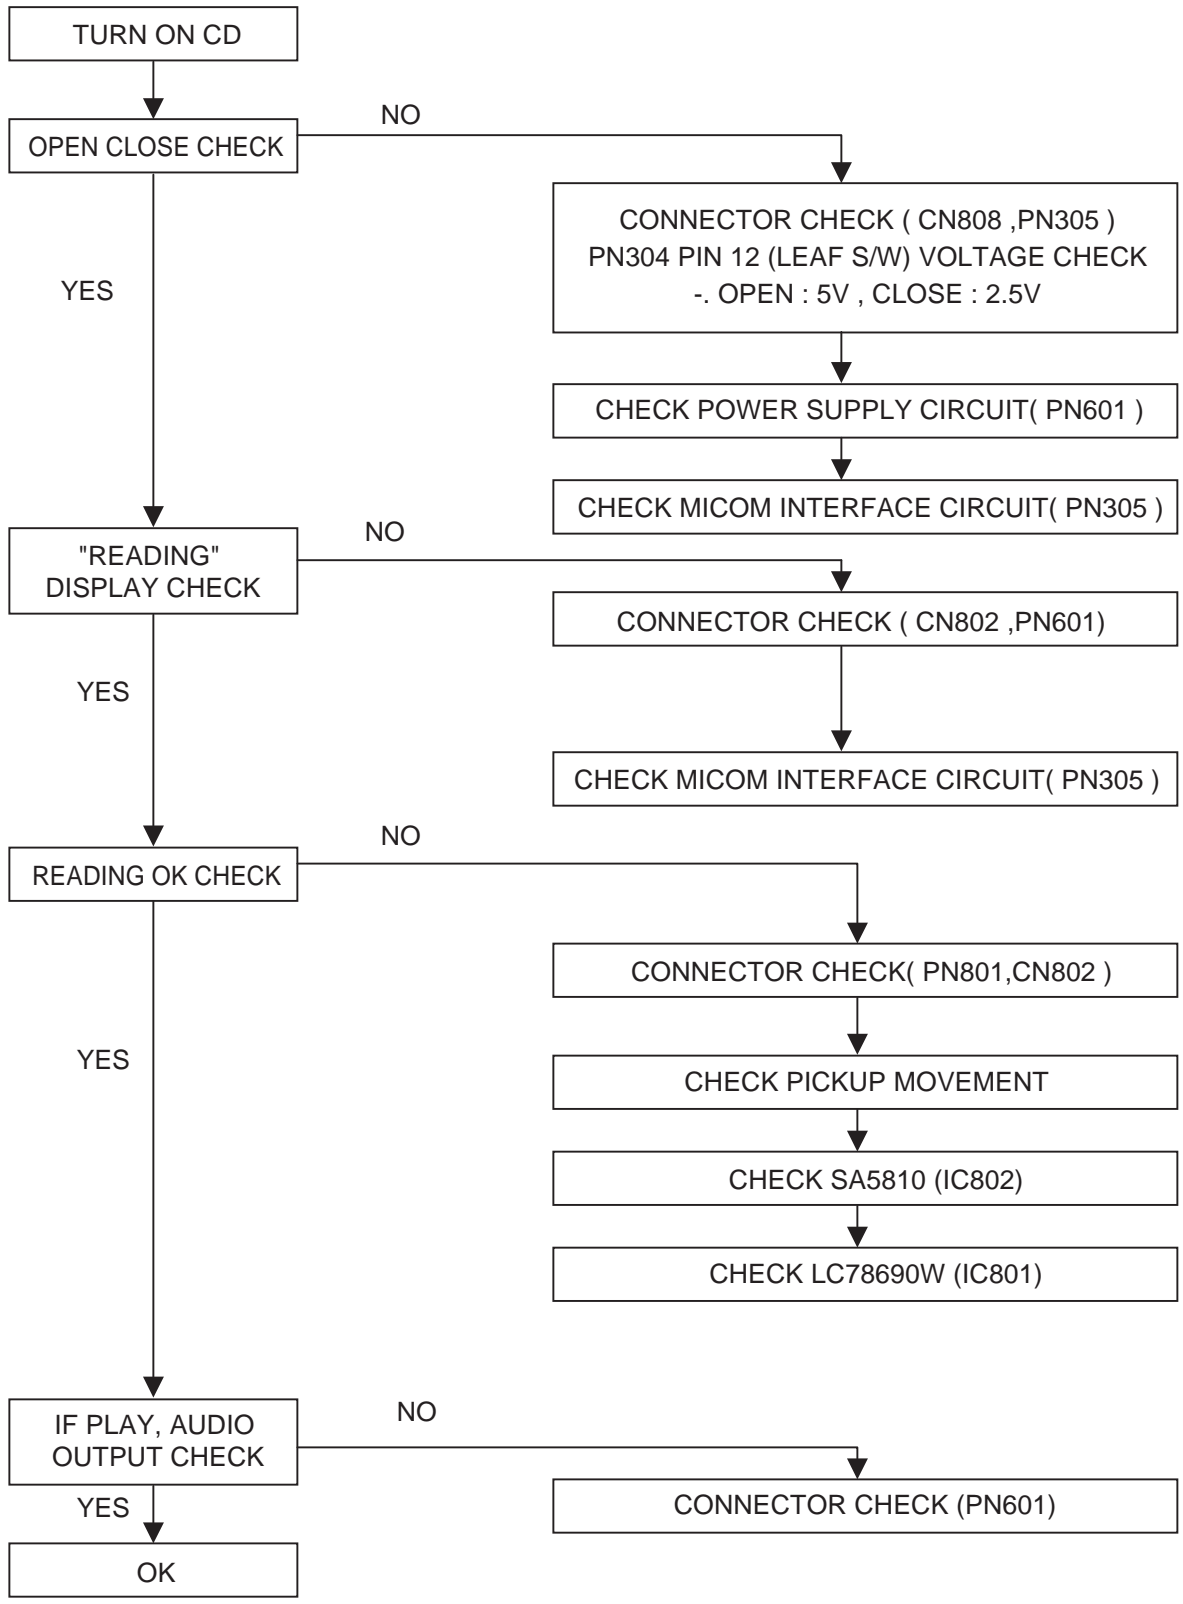 TURN ON CD
NO
OPEN CLOSE CHECK
CONNECTOR CHECK ( CN808 ,PN305 )
PN304 PIN 12 (LEAF S/W) VOLTAGE CHECK
-. OPEN : 5V , CLOSE : 2.5V
YES
CHECK POWER SUPPLY CIRCUIT( PN601 )
CHECK MICOM INTERFACE CIRCUIT( PN305 )
NO
"READING"
DISPLAY CHECK
CONNECTOR CHECK ( CN802 ,PN601)
YES
CHECK MICOM INTERFACE CIRCUIT( PN305 )
NO
READING OK CHECK
CONNECTOR CHECK( PN801,CN802 )
YES
CHECK PICKUP MOVEMENT
CHECK SA5810 (IC802)
CHECK LC78690W (IC801)
NO
IF PLAY, AUDIO
OUTPUT CHECK
YES
CONNECTOR CHECK (PN601)
OK